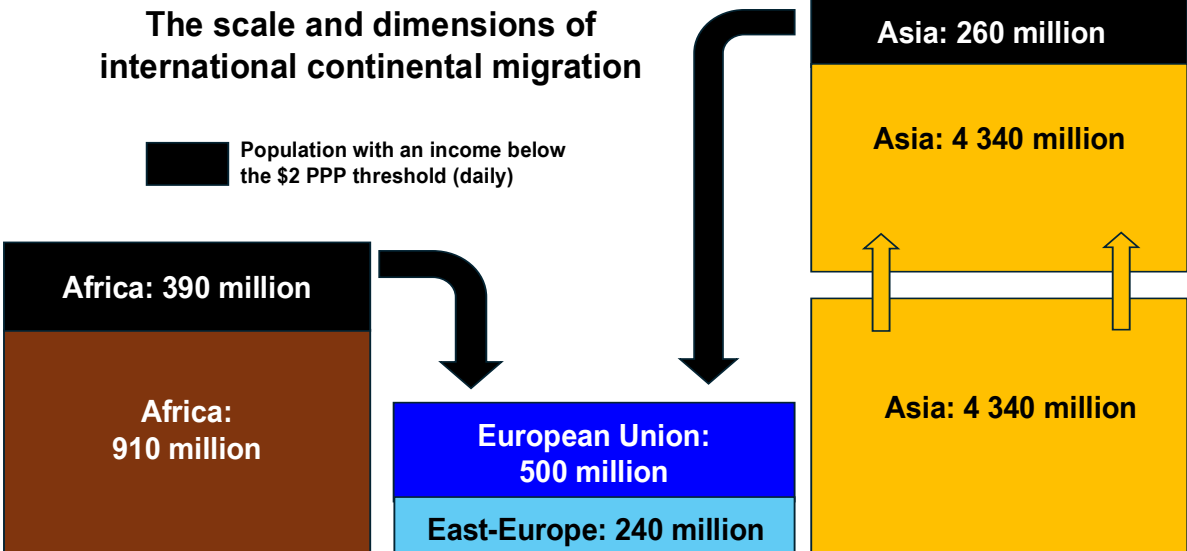 The scale and dimensions of
international continental migration
Population with an income below
the $2 PPP threshold (daily)
Asia: 260 million
Asia: 4 340 million
Africa: 390 million
Africa:
910 million
European Union:
500 million
East-Europe: 240 million
Asia: 4 340 million